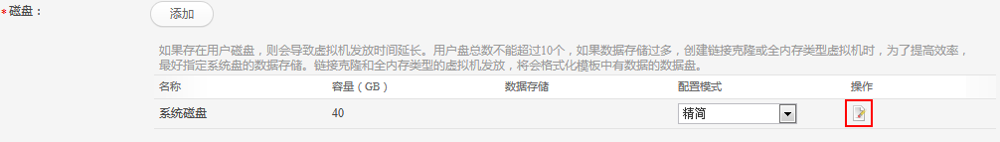 *磁盘：
添加
如果存在用户磁盘，则会导致虚拟机发放时间延长。用户盘总数不能超过10个，如果数据存储过多，创建链接克隆或全内存类型虚拟机时，为了提高效率，
最好指定系统盘的数据存储。链接克隆和全内存类型的虚拟机发放，将会格式化模板中有数据的数据盘。
名称 容量（GB） 数据存储 配置模式 操作
系统磁盘 40 精简